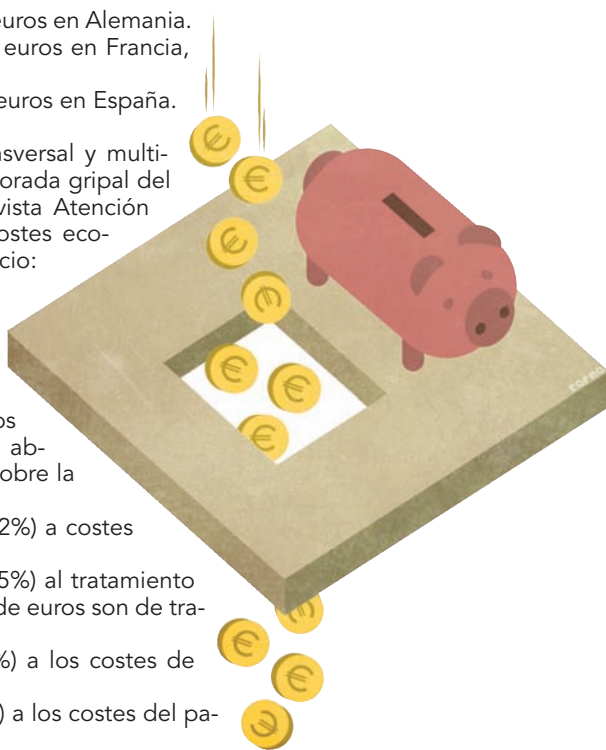 euros en Alemania.
euros en Francia,
euros en España.
nsversal y multi-
orada gripal del
vista Atención
ostes eco-
cio:
os
ab-
obre la
2%) a costes
5%) al tratamiento
de euros son de tra-
%) a los costes de
) a los costes del pa-